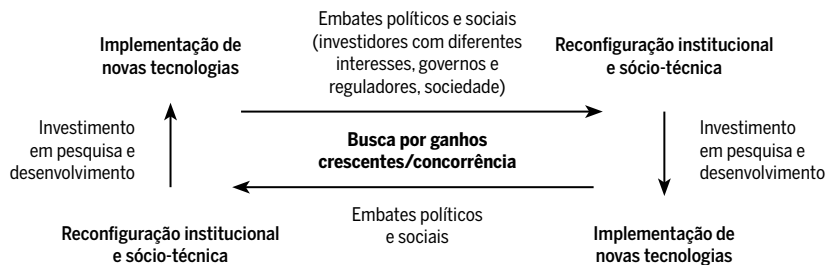 Implementação de
novas tecnologias
Embates políticos e sociais
(investidores com diferentes
interesses, governos e
reguladores, sociedade)
Reconfiguração institucional
e sócio-técnica
Investimento
em pesquisa e
desenvolvimento
Busca por ganhos
crescentes/concorrência
Investimento
em pesquisa e
desenvolvimento
Reconfiguração institucional
e sócio-técnica
Embates políticos
e sociais
Implementação de
novas tecnologias